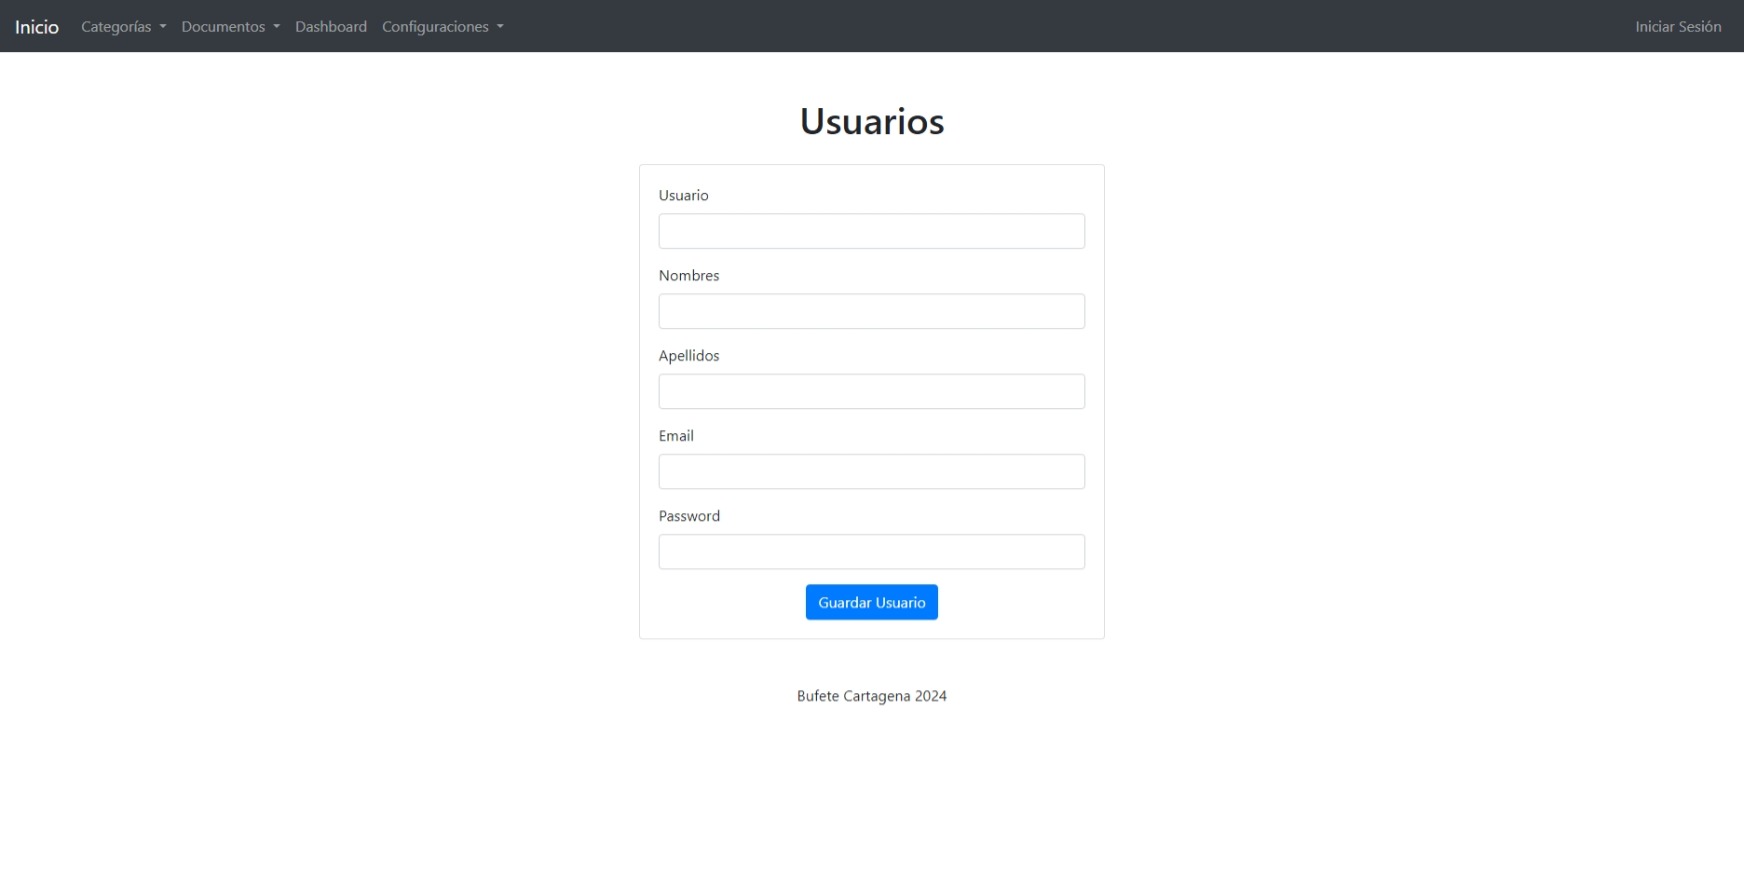 Inicio Categorías Documentos Dashboard Configuraciones Iniciar Sesión
Usuarios
Usuario
Nombres
Apellidos
Email
Password
Guardar Usuario
Bufete Cartagena 2024